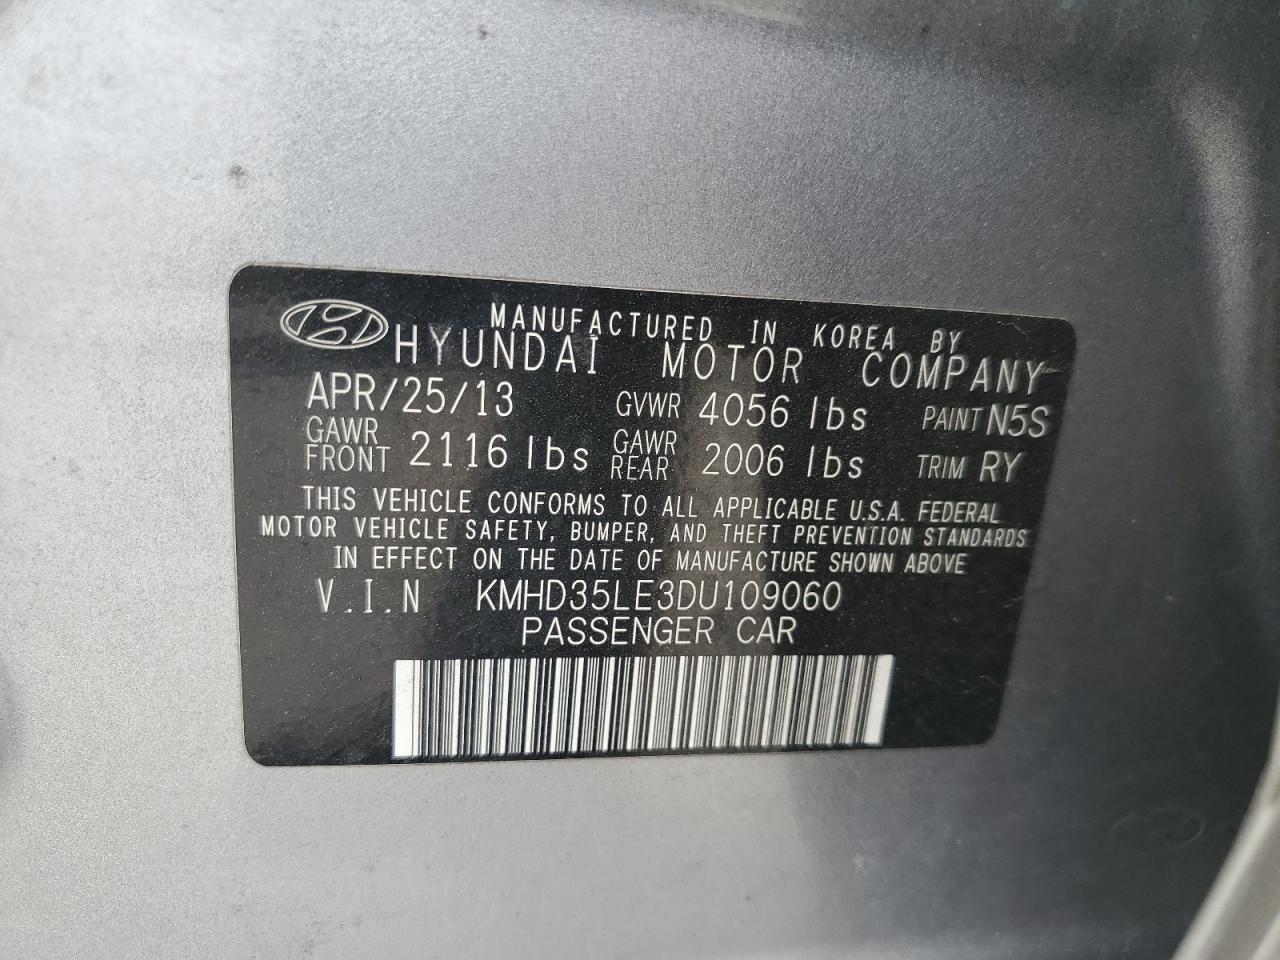 MANUFACTURED IN KOREA BY
HYUNDAI MOTOR COMPANY
APR/25/13 GVWR 4056 lbs PAINT N5S
GAWR FRONT 2116 lbs GAWR REAR 2006 lbs TRIM RY
THIS VEHICLE CONFORMS TO ALL APPLICABLE U.S.A. FEDERAL
MOTOR VEHICLE SAFETY, BUMPER, AND THEFT PREVENTION STANDARDS
IN EFFECT ON THE DATE OF MANUFACTURE SHOWN ABOVE
V.I.N KMHD35LE3DU109060
PASSENGER CAR